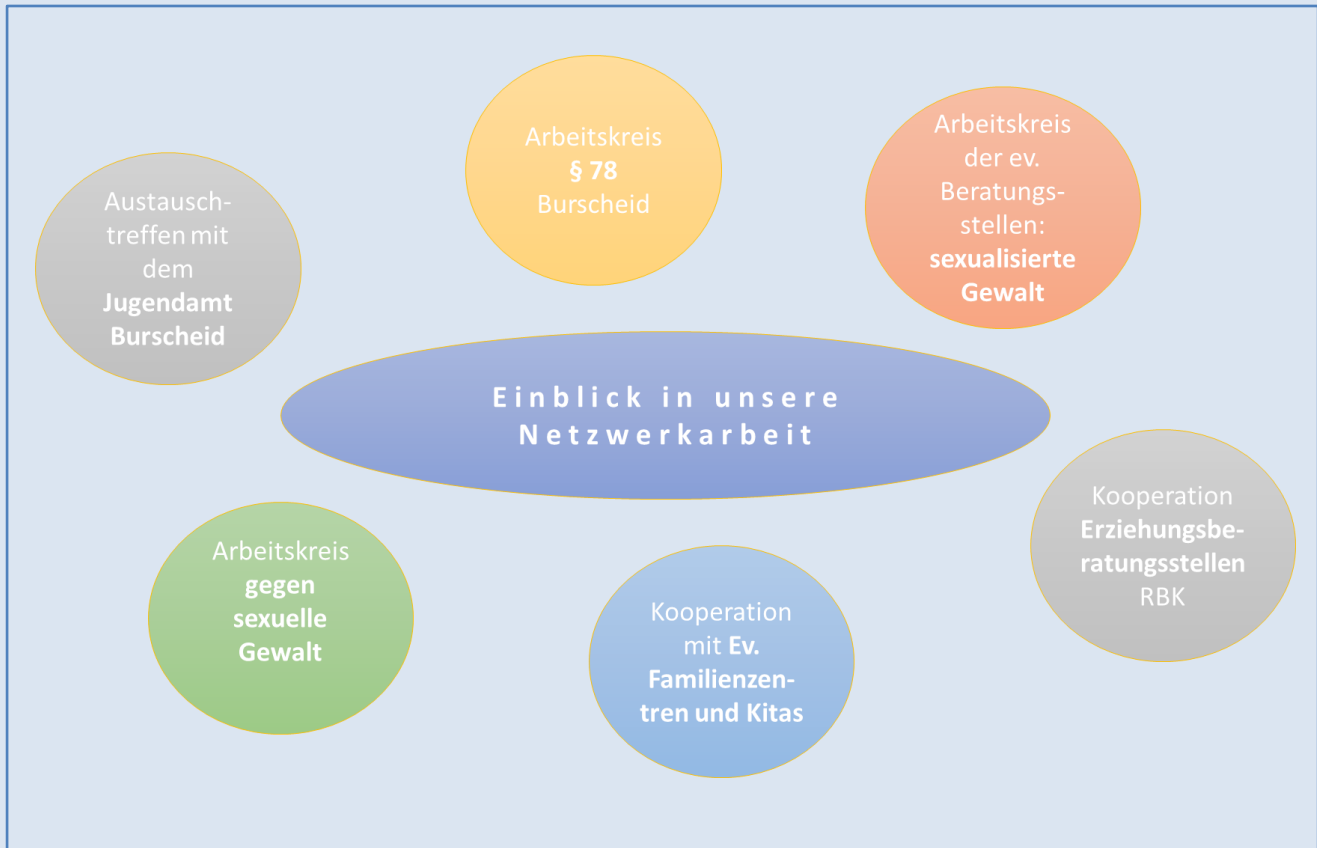 Arbeitskreis
§ 78
Burscheid
Arbeitskreis
der ev.
Beratungs-
stellen:
sexualisierte
Gewalt
Austausch-
treffen mit
dem
Jugendamt
Burscheid
Einblick in unsere
Netzwerkarbeit
Kooperation
Erziehungsbe-
ratungsstellen
RBK
Arbeitskreis
gegen
sexuelle
Gewalt
Kooperation
mit Ev.
Familienzen-
tren und Kitas